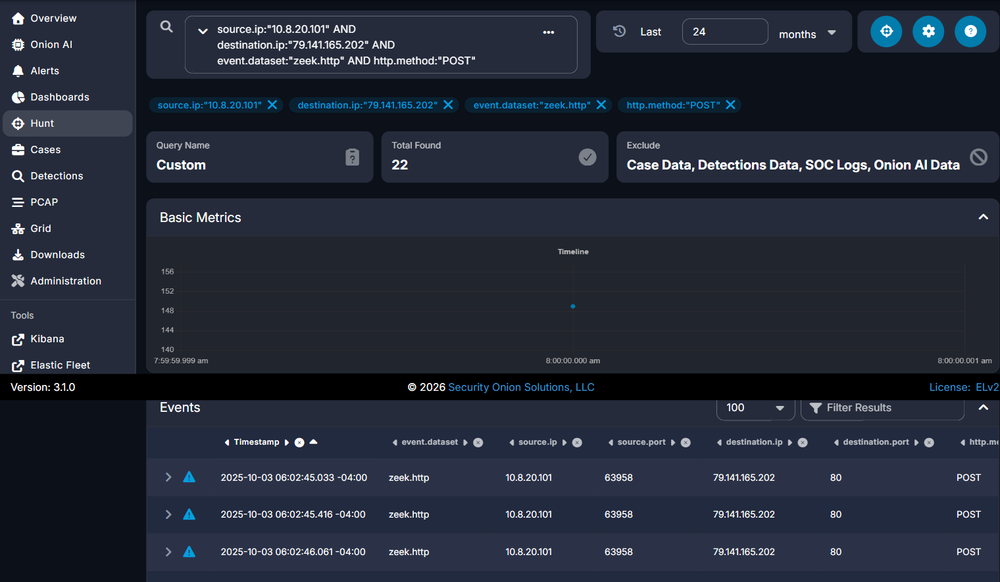 Overview
Onion AI
Alerts
Dashboards
Hunt
Cases
Detections
PCAP
Grid
Downloads
Administration
Tools
Kibana
Elastic Fleet
source.ip:"10.8.20.101" AND
destination.ip:"79.141.165.202" AND
event.dataset:"zeek.http" AND http.method:"POST"
Last 24 months
source.ip:"10.8.20.101" destination.ip:"79.141.165.202" event.dataset:"zeek.http" http.method:"POST"
Query Name
Custom
Total Found
22
Exclude
Case Data, Detections Data, SOC Logs, Onion AI Data
Basic Metrics
Timeline
156
152
148
144
140
7:59:59.999 am 8:00:00.000 am 8:00:00.001 am
Version: 3.1.0 © 2026 Security Onion Solutions, LLC License: ELv2
Events 100 Filter Results
Timestamp event.dataset source.ip source.port destination.ip destination.port http.me
2025-10-03 06:02:45.033 -04:00 zeek.http 10.8.20.101 63958 79.141.165.202 80 POST
2025-10-03 06:02:45.416 -04:00 zeek.http 10.8.20.101 63958 79.141.165.202 80 POST
2025-10-03 06:02:46.061 -04:00 zeek.http 10.8.20.101 63958 79.141.165.202 80 POST